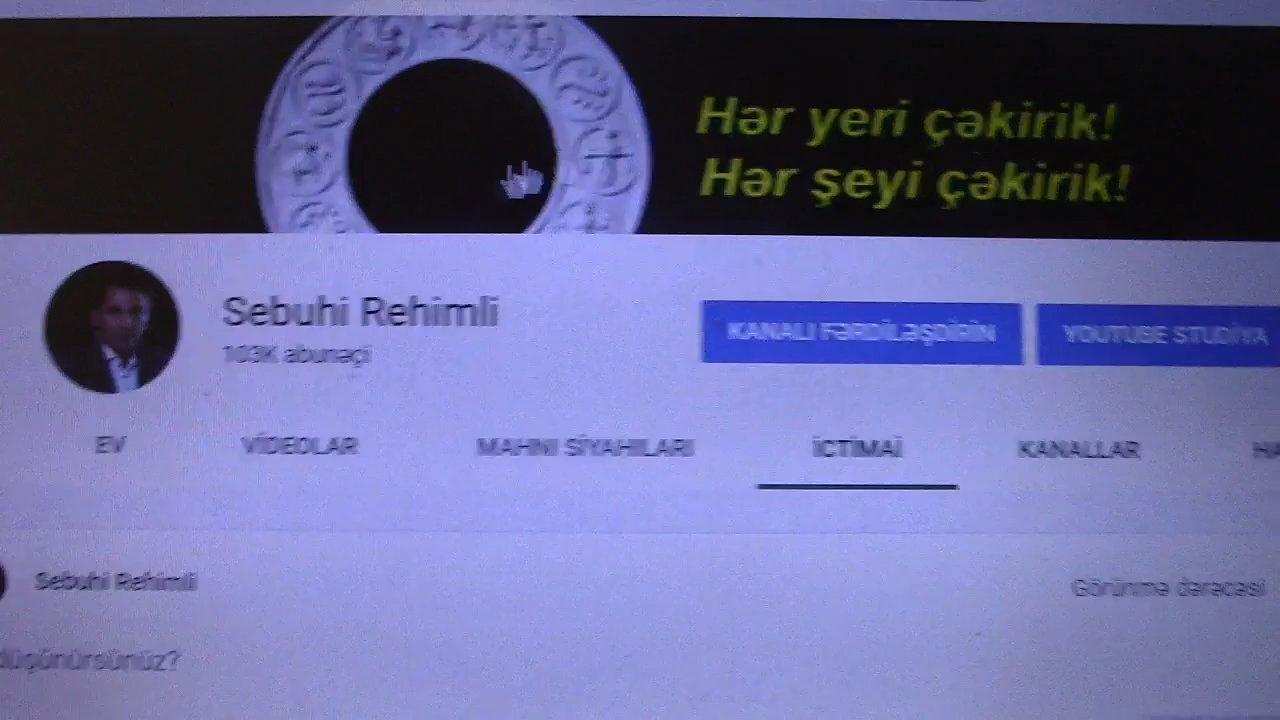 Hər yeri çəkirik!
Hər şeyi çəkirik!
Sebuhi Rehimli
103K abunəçi
KANALI FƏRDİLƏŞDİRİN
YOUTUBE STUDİYA
EV
VİDEOLAR
MAHNI SİYAHILARI
İCTİMAİ
KANALLAR
Sebuhi Rehimli
Görünmə dərəcəsi
düşünürsünüz?